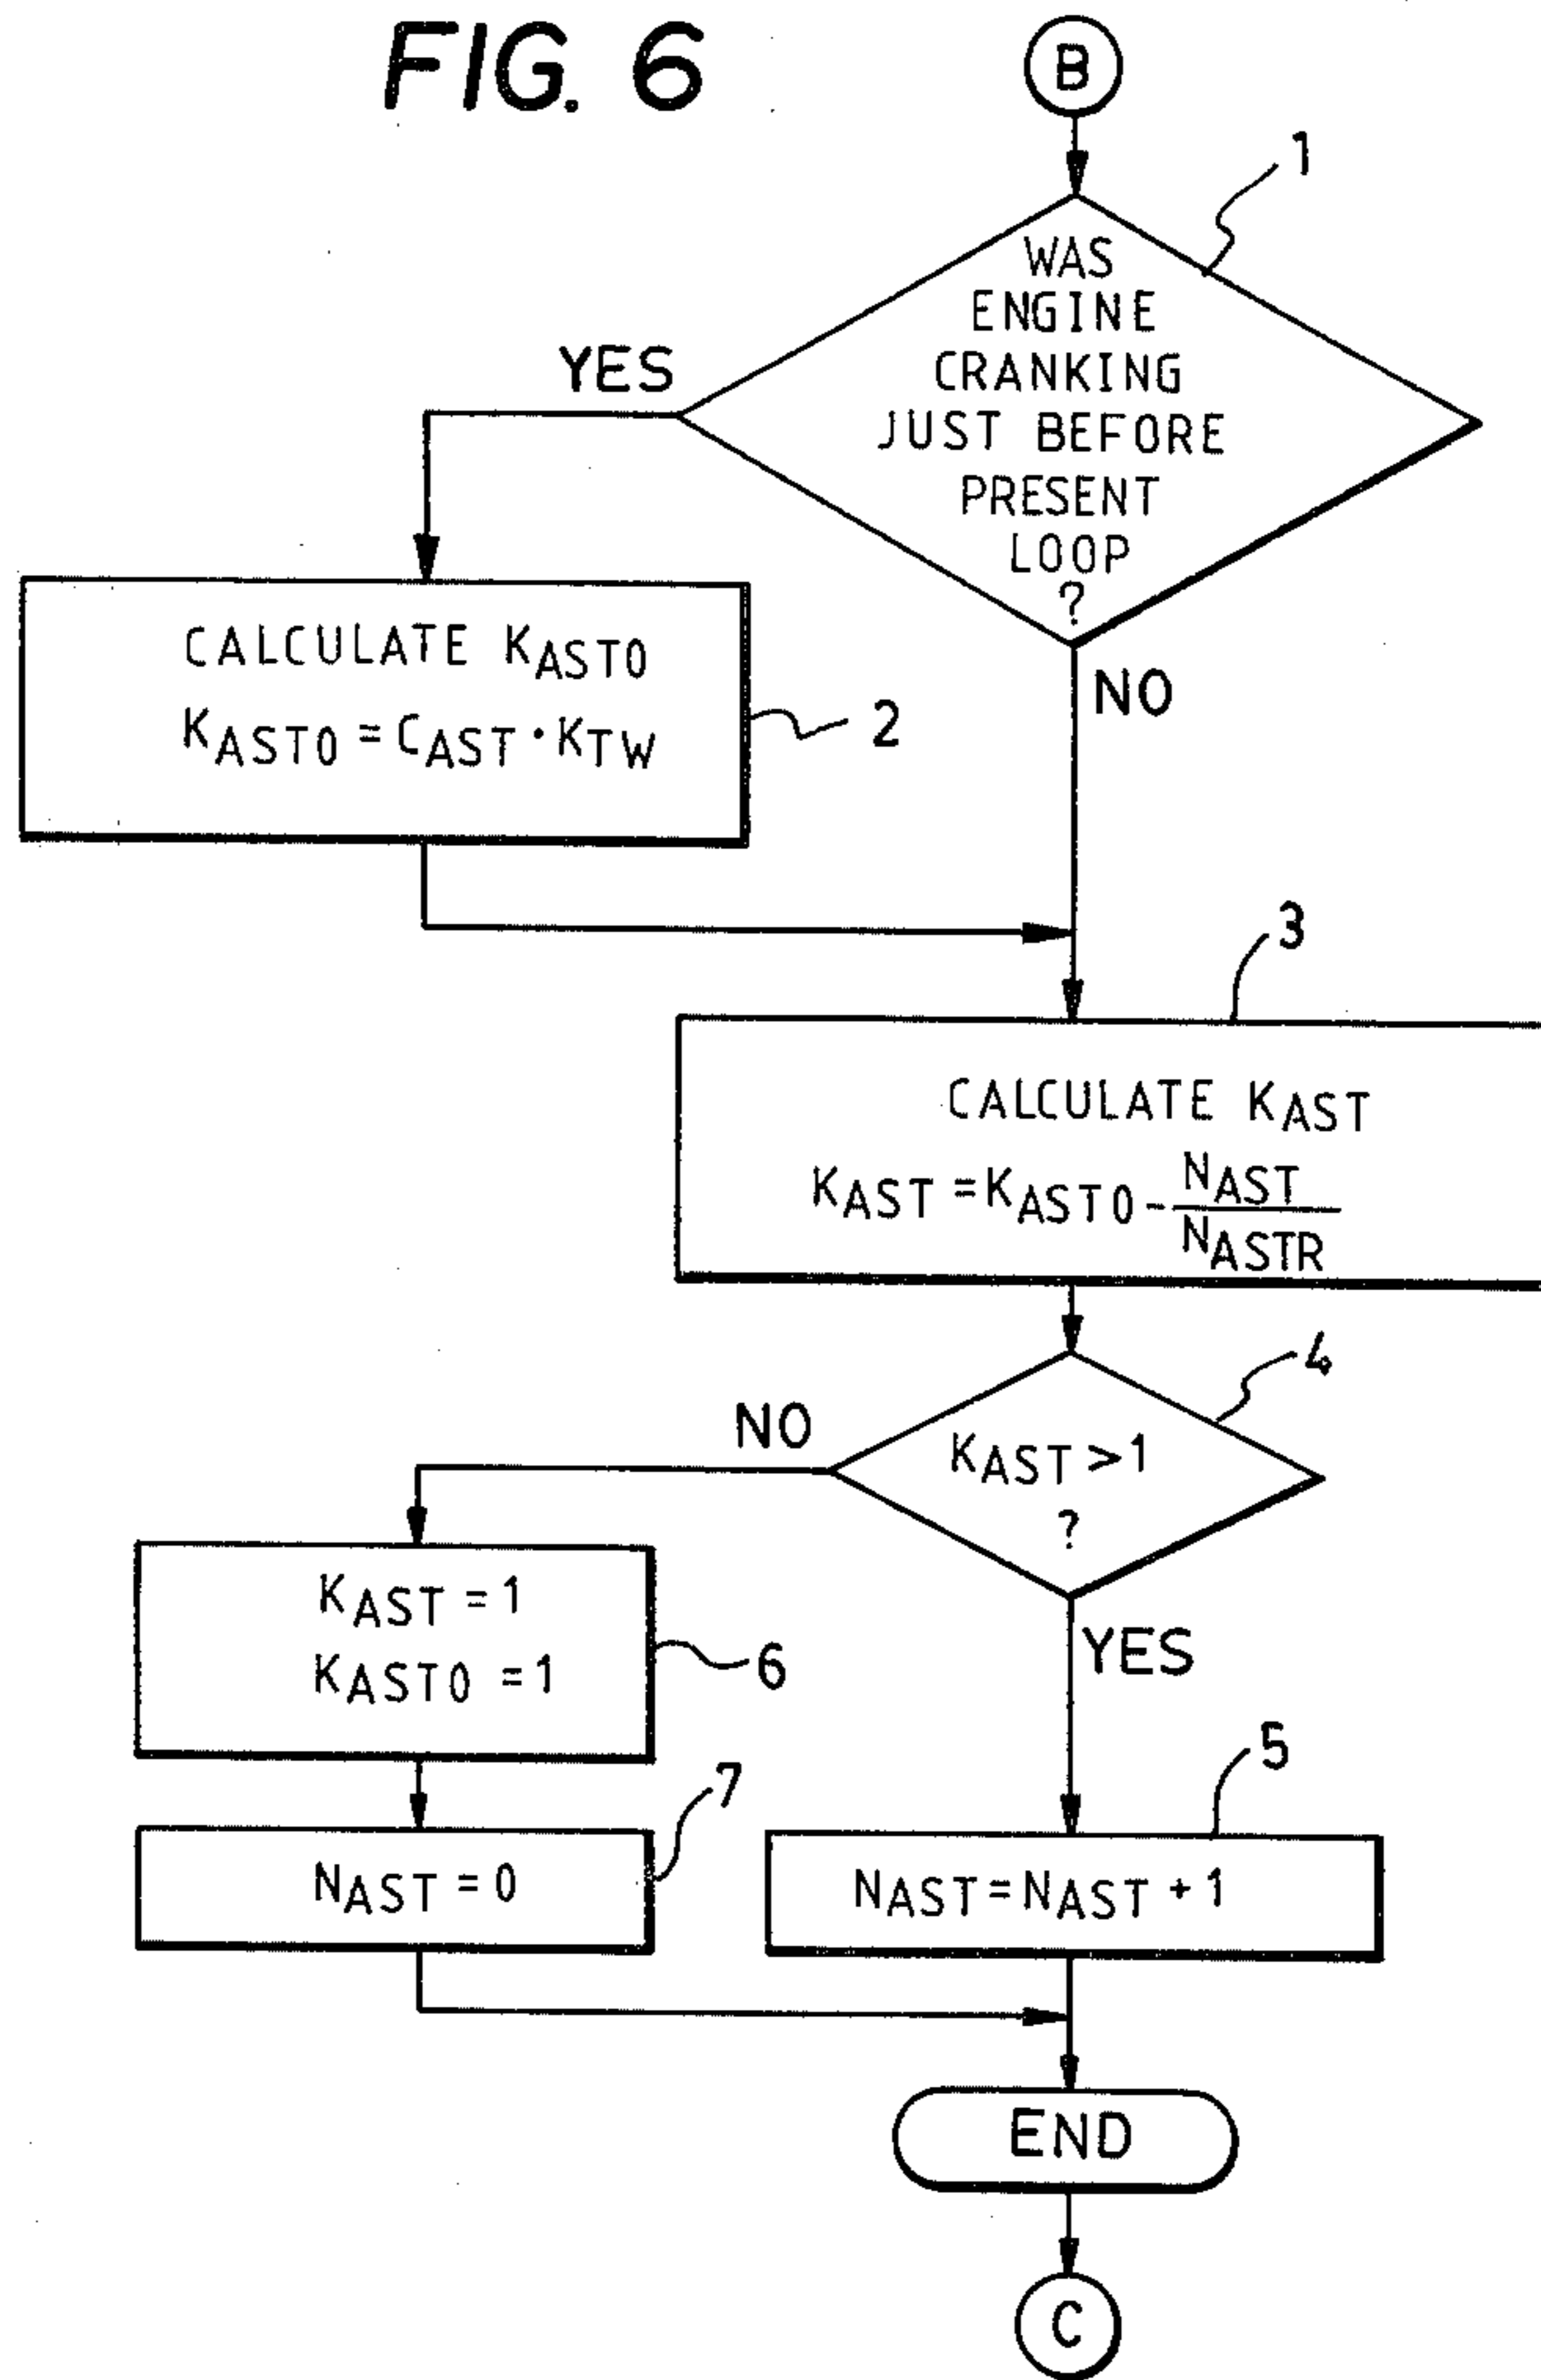 FIG. 6
B
1
WAS
ENGINE
CRANKING
JUST BEFORE
PRESENT
LOOP
?
YES
NO
CALCULATE KAST0
KAST0 = CAST · KTW
2
3
CALCULATE KAST
KAST = KAST0 - NAST
NASTR
4
KAST > 1
?
NO
YES
KAST = 1
KAST0 = 1
6
5
7
NAST = 0
NAST = NAST + 1
END
C